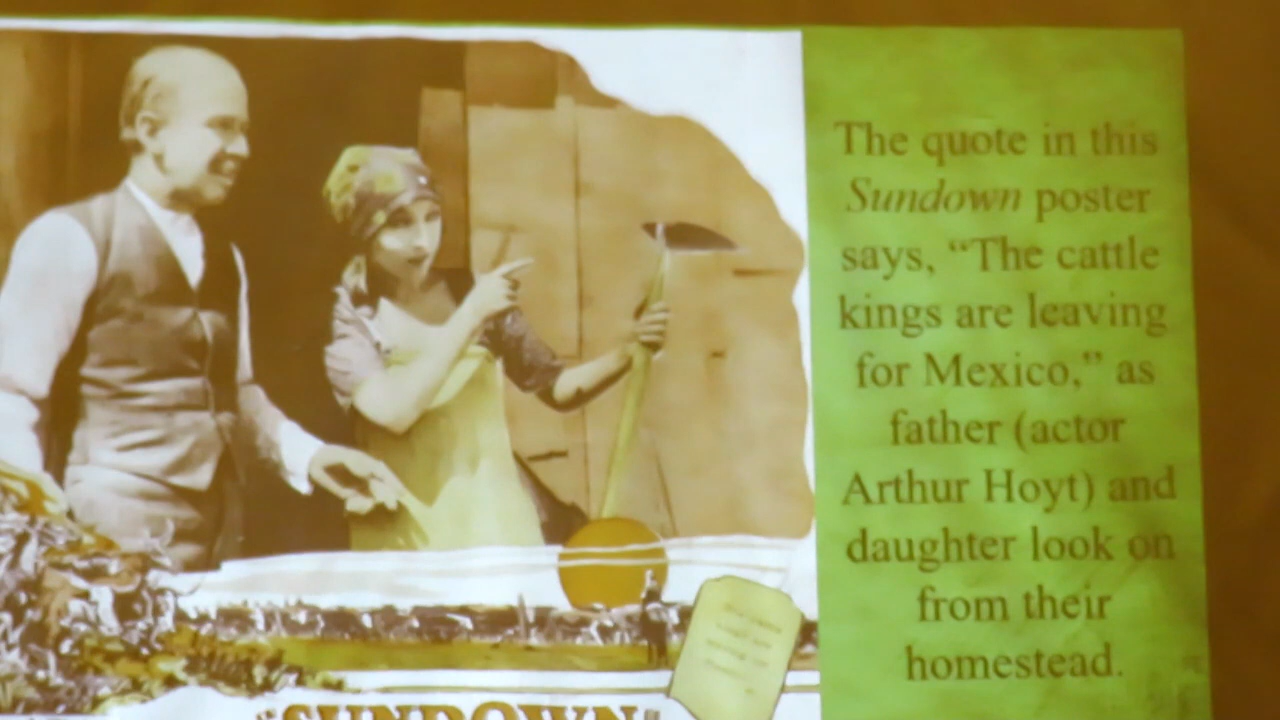 The quote in this
Sundown poster
says, “The cattle
kings are leaving
for Mexico,” as
father (actor
Arthur Hoyt) and
daughter look on
from their
homestead.
"SUNDOWN"